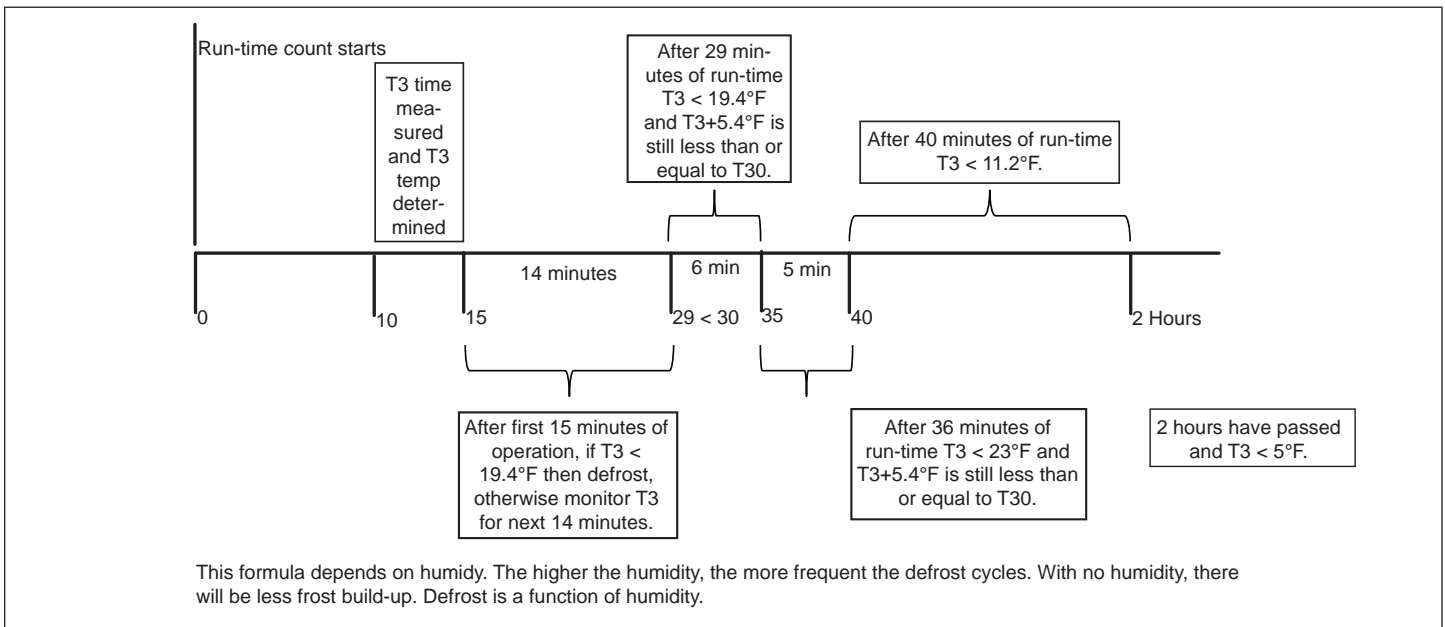 Run-time count starts
T3 time
mea-
sured
and T3
temp
deter-
mined
After 29 min-
utes of run-time
T3 < 19.4°F
and T3+5.4°F is
still less than or
equal to T30.
After 40 minutes of run-time
T3 < 11.2°F.
14 minutes
6 min
5 min
0
10
15
29 < 30
35
40
2 Hours
After first 15 minutes of
operation, if T3 <
19.4°F then defrost,
otherwise monitor T3
for next 14 minutes.
After 36 minutes of
run-time T3 < 23°F and
T3+5.4°F is still less than
or equal to T30.
2 hours have passed
and T3 < 5°F.
This formula depends on humidy. The higher the humidity, the more frequent the defrost cycles. With no humidity, there
will be less frost build-up. Defrost is a function of humidity.